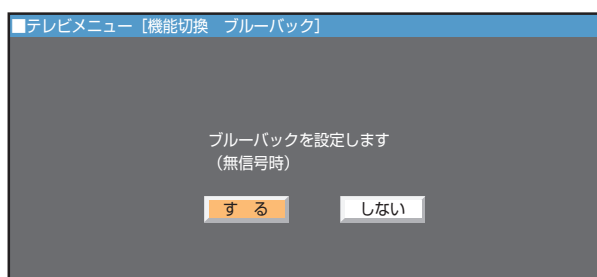 ■テレビメニュー［機能切換　ブルーバック］
ブルーバックを設定します
（無信号時）
す　る
しない